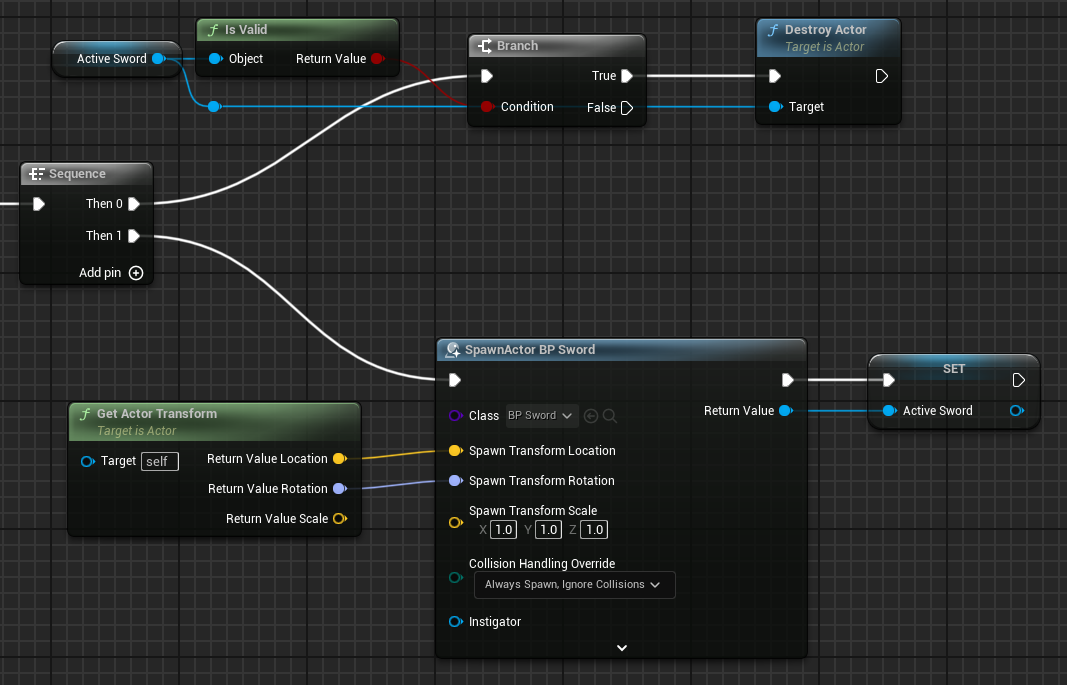 Active Sword
Is Valid
Object
Return Value
Branch
True
Condition
False
Destroy Actor
Target is Actor
Target
Sequence
Then 0
Then 1
Add pin
SpawnActor BP Sword
Class BP Sword
Return Value
Spawn Transform Location
Spawn Transform Rotation
Spawn Transform Scale
X 1.0 Y 1.0 Z 1.0
Collision Handling Override
Always Spawn, Ignore Collisions
Instigator
SET
Active Sword
Get Actor Transform
Target is Actor
Target self
Return Value Location
Return Value Rotation
Return Value Scale